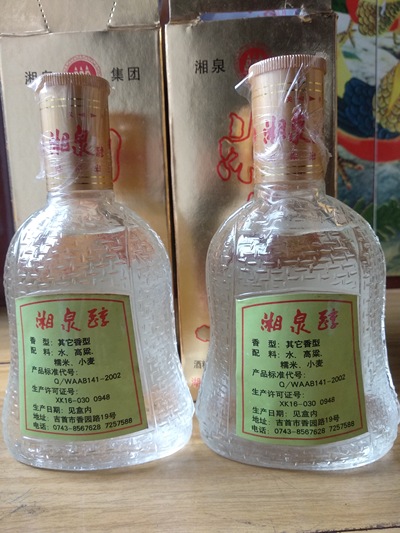 湘泉 集团
湘泉
湘泉
湘泉
湘泉醇
香 型: 其它香型
配 料: 水、高粱、
糯米、小麦
产品标准代号:
Q/WAAB141-2002
生产许可证号:
XK16-030 0948
生产日期: 见盒内
地址: 吉首市香园路19号
电话: 0743-8567628 7257588
湘泉醇
香 型: 其它香型
配 料: 水、高粱、
糯米、小麦
产品标准代号:
Q/WAAB141-2002
生产许可证号:
XK16-030 0948
生产日期: 见盒内
地址: 吉首市香园路19号
电话: 0743-8567628 7257588